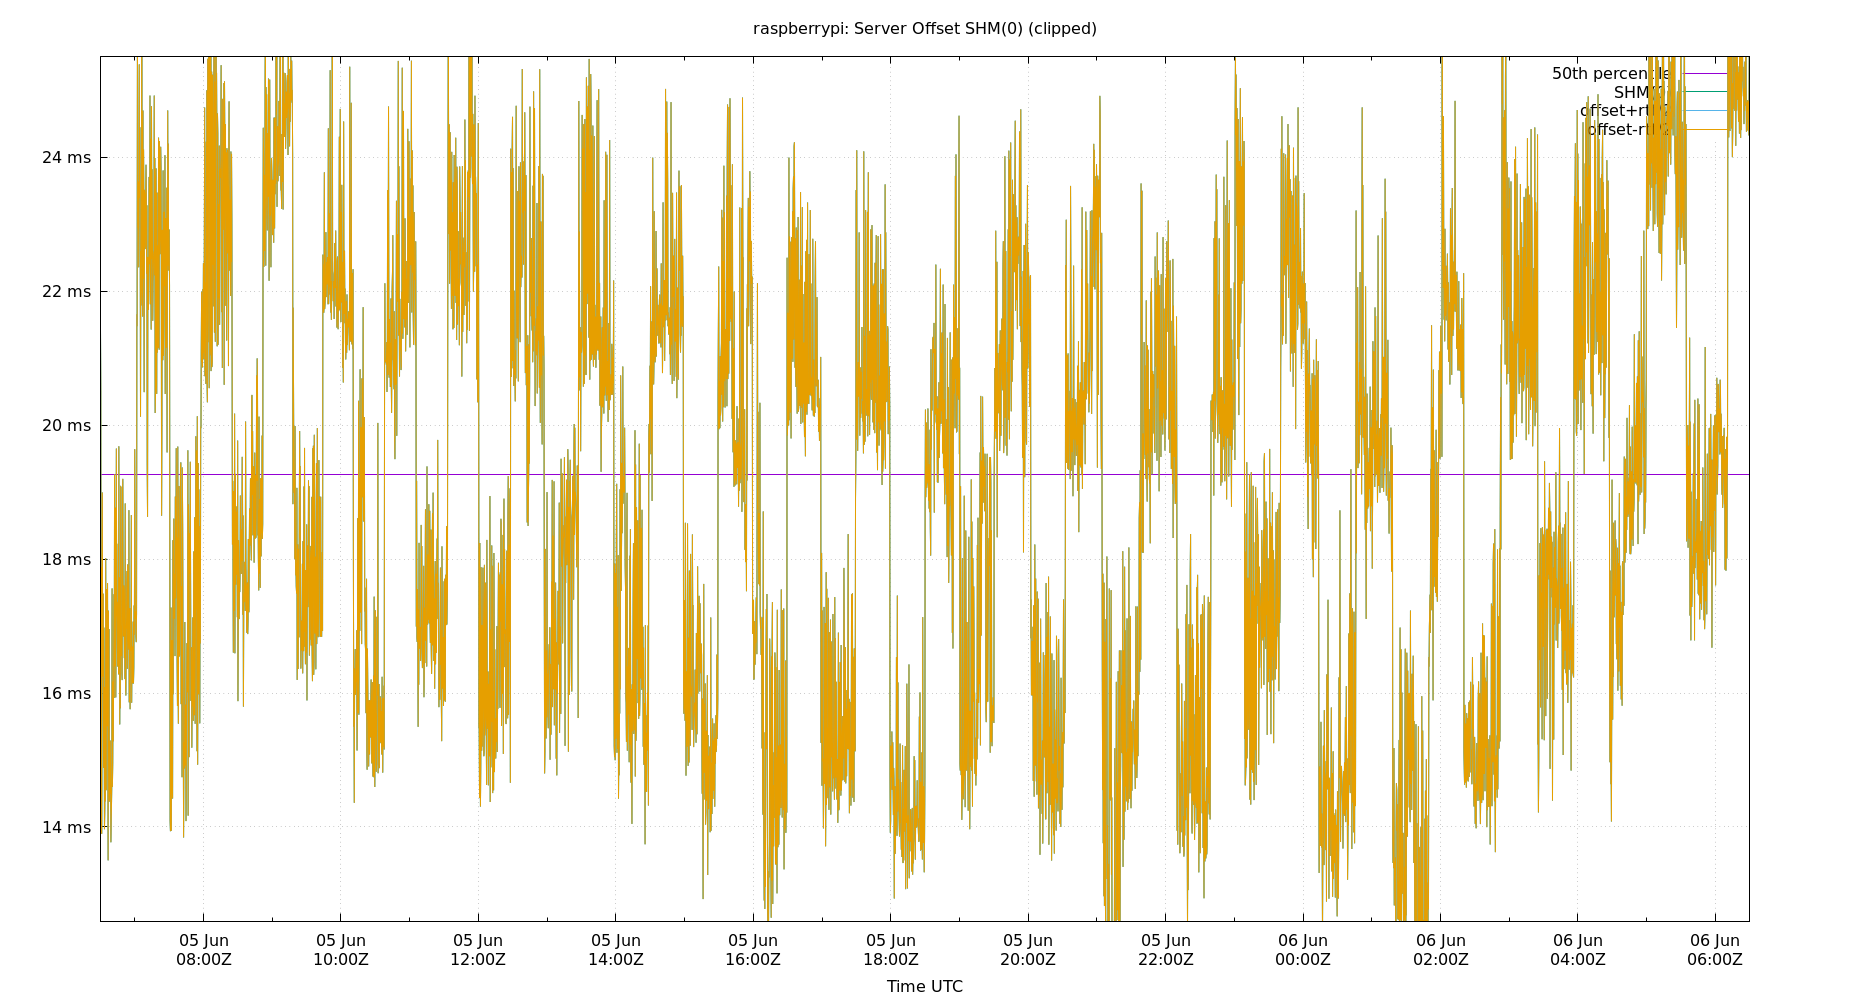 raspberrypi: Server Offset SHM(0) (clipped)
50th percentile
SHM(0)
offset+rtt/2
offset-rtt/2
24 ms
22 ms
20 ms
18 ms
16 ms
14 ms
05 Jun 05 Jun 05 Jun 05 Jun 05 Jun 05 Jun 05 Jun 05 Jun 06 Jun 06 Jun 06 Jun 06 Jun
08:00Z 10:00Z 12:00Z 14:00Z 16:00Z 18:00Z 20:00Z 22:00Z 00:00Z 02:00Z 04:00Z 06:00Z
Time UTC